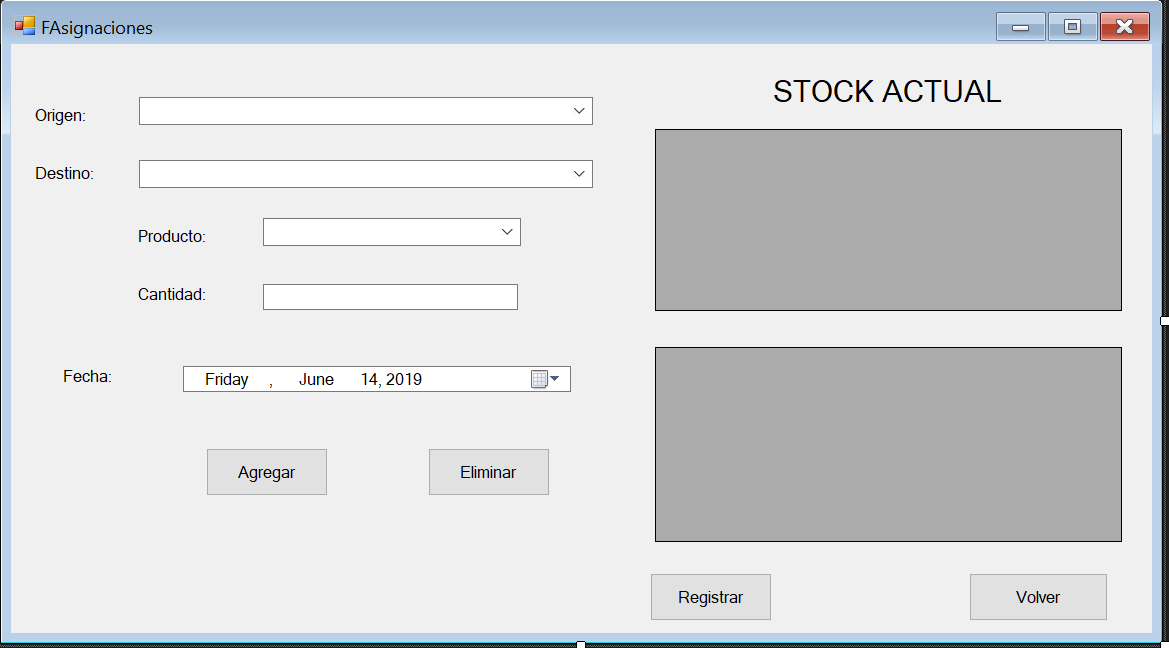 FAsignaciones
STOCK ACTUAL
Origen:
Destino:
Producto:
Cantidad:
Fecha:
Friday , June 14, 2019
Agregar
Eliminar
Registrar
Volver